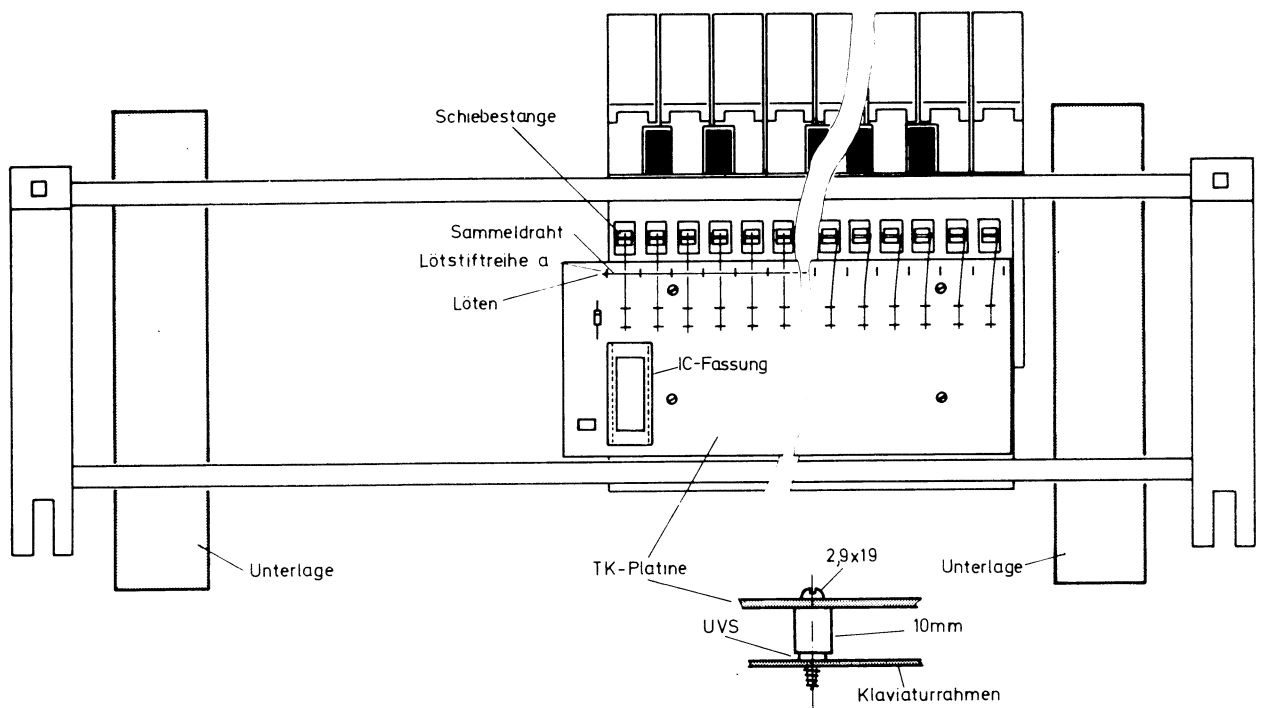 Schiebestange
Sammeldraht
Lötstiftreihe a
Löten
IC-Fassung
Unterlage
TK-Platine
2,9x19
Unterlage
UVS
10mm
Klaviaturrahmen